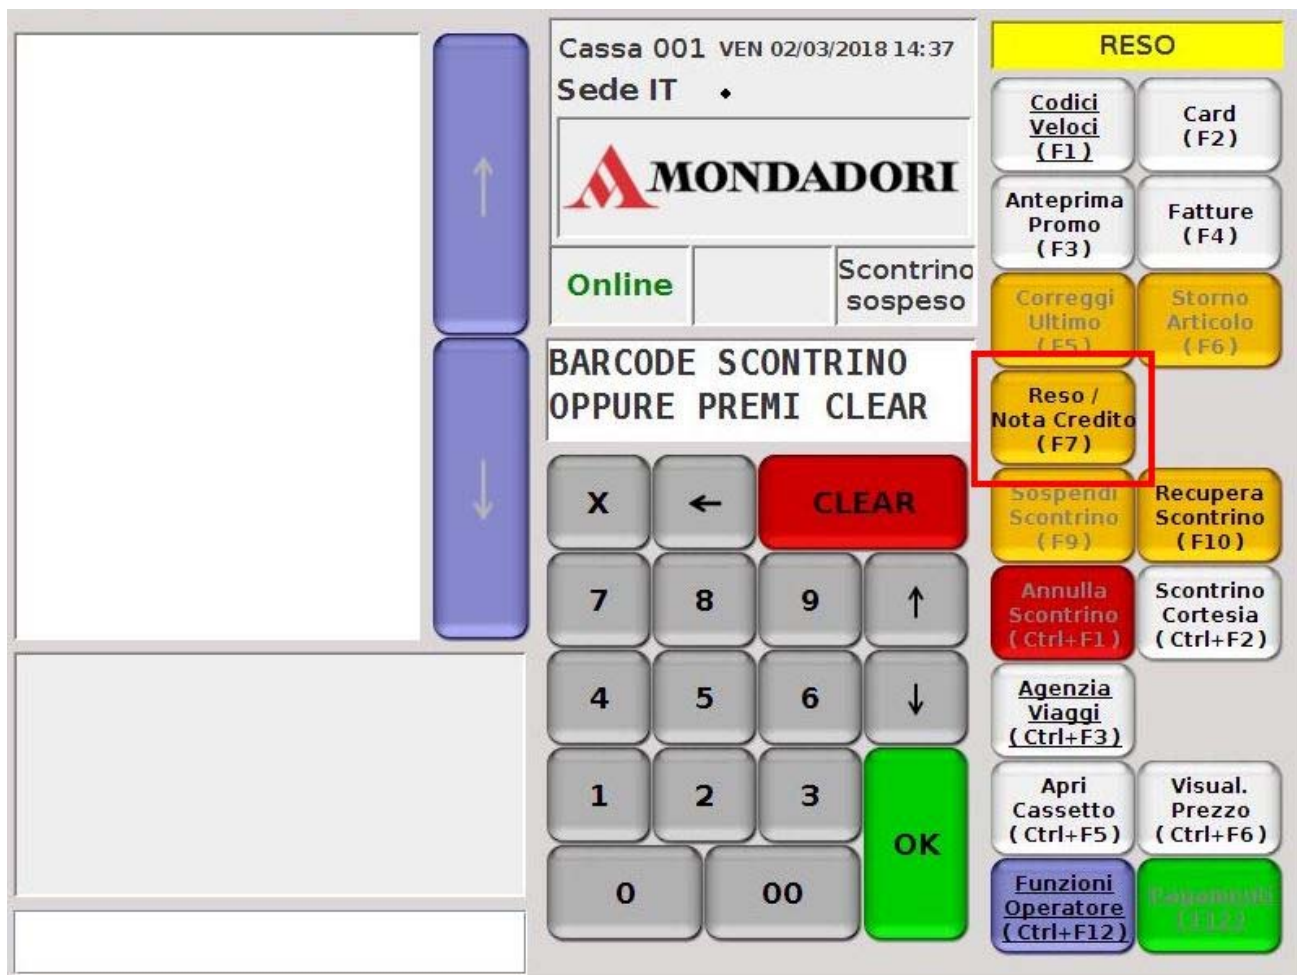 Cassa 001 VEN 02/03/2018 14:37
Sede IT
MONDADORI
Online
Scontrino
sospeso
BARCODE SCONTRINO
OPPURE PREMI CLEAR
X
←
CLEAR
7
8
9
↑
4
5
6
↓
1
2
3
OK
0
00
↑
↓
RESO
Codici
Veloci
(F1)
Card
(F2)
Anteprima
Promo
(F3)
Fatture
(F4)
Correggi
Ultimo
(F5)
Storno
Articolo
(F6)
Reso /
Nota Credito
(F7)
Sospendi
Scontrino
(F9)
Recupera
Scontrino
(F10)
Annulla
Scontrino
(Ctrl+F1)
Scontrino
Cortesia
(Ctrl+F2)
Agenzia
Viaggi
(Ctrl+F3)
Apri
Cassetto
(Ctrl+F5)
Visual.
Prezzo
(Ctrl+F6)
Funzioni
Operatore
(Ctrl+F12)
Pagamenti
(F12)